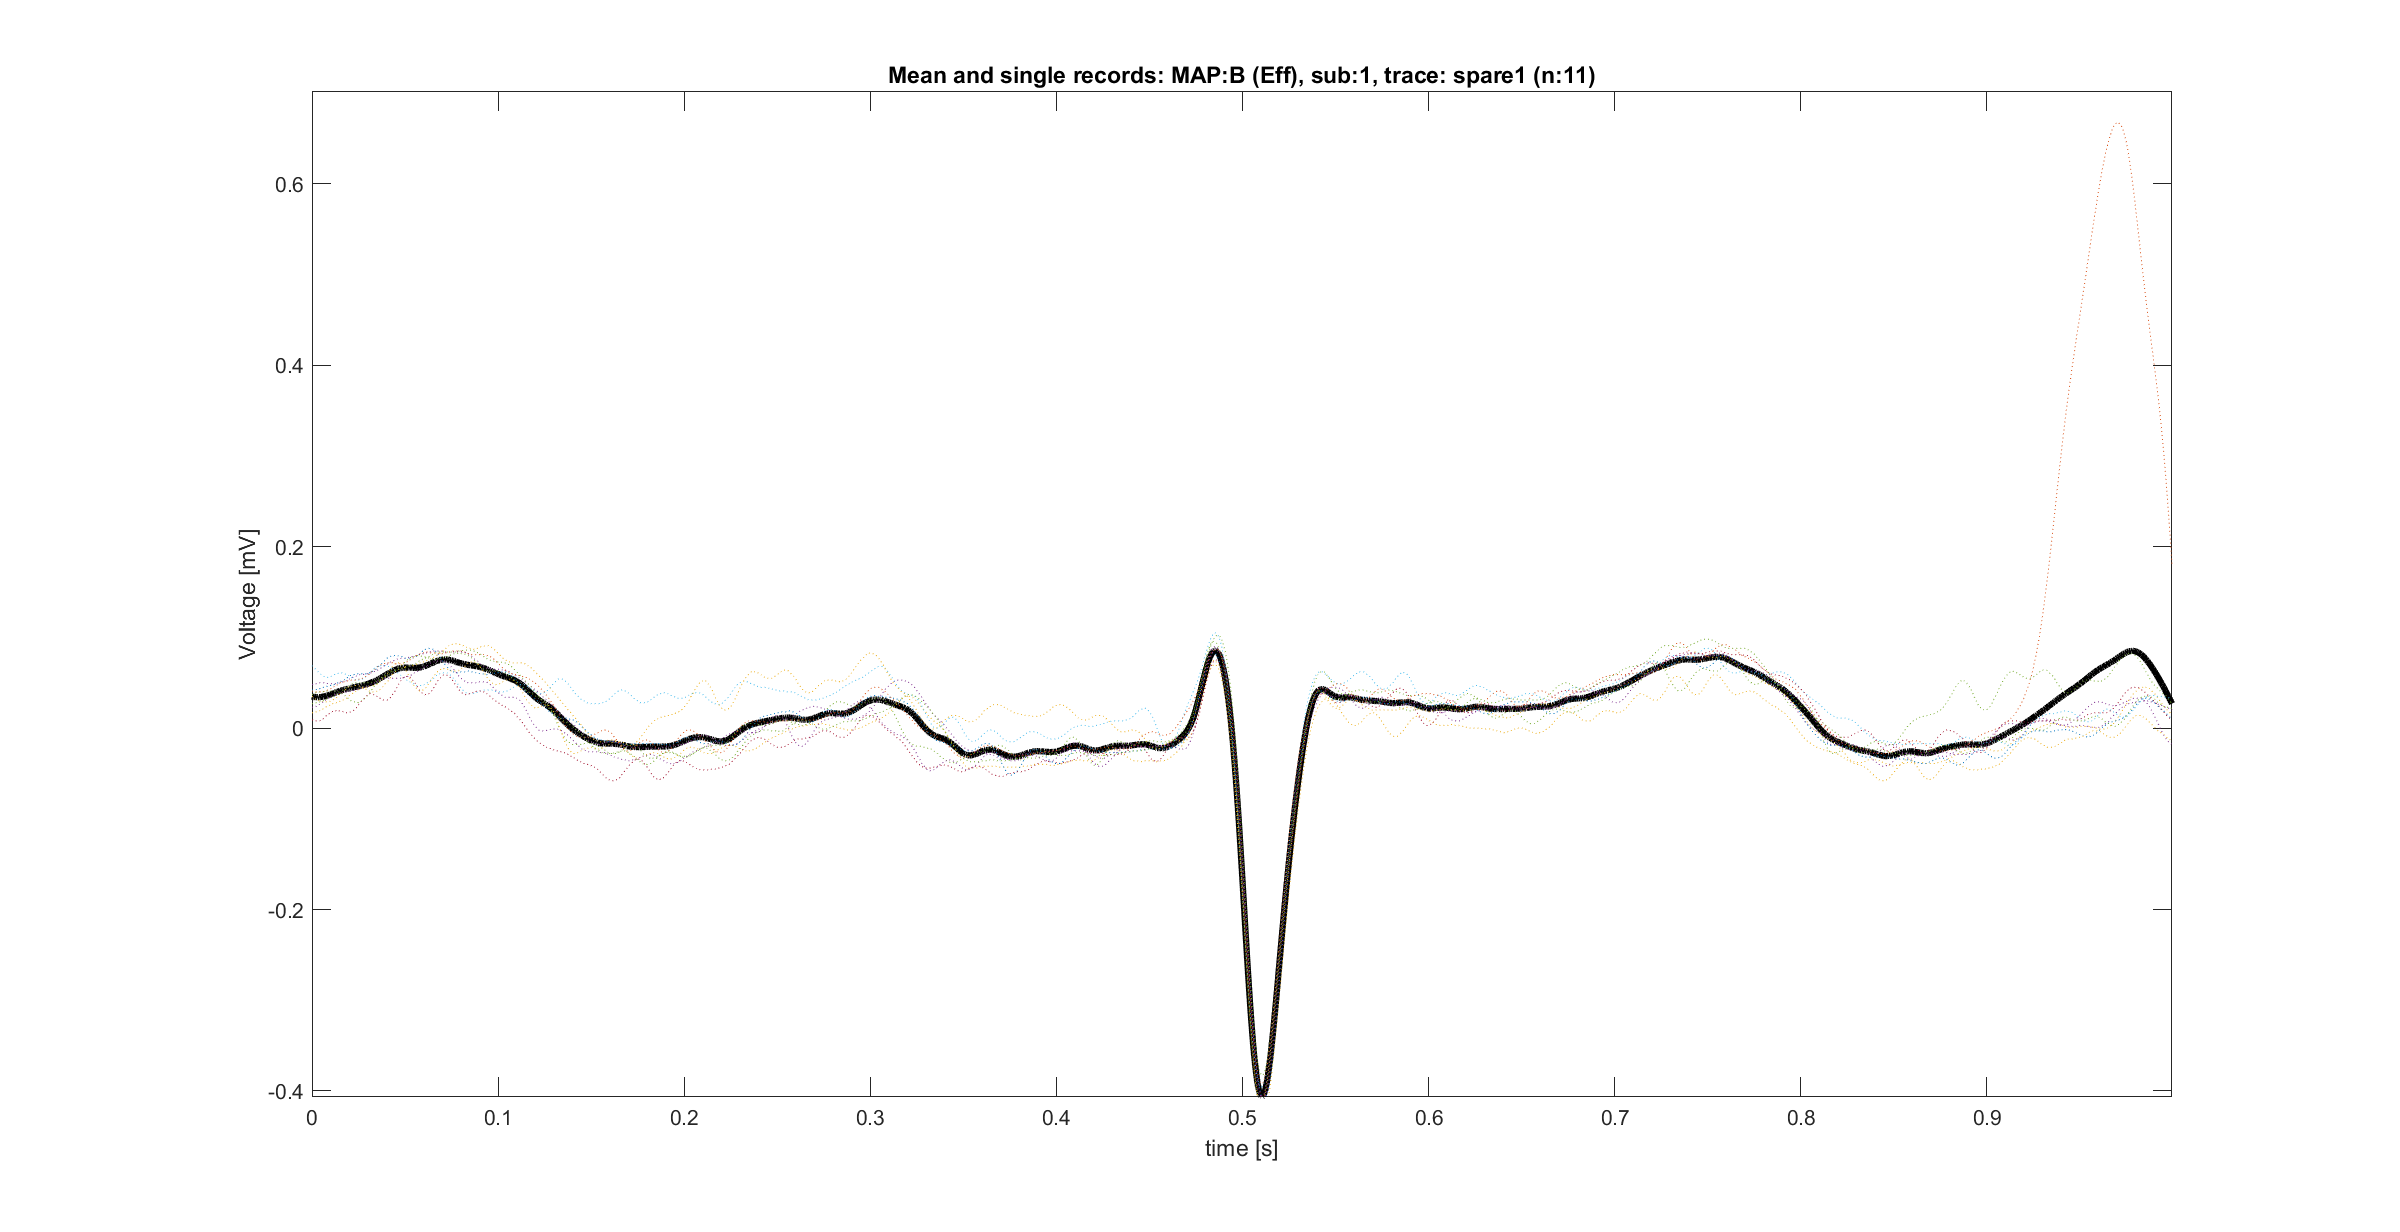 Mean and single records: MAP:B (Eff), sub:1, trace: spare1 (n:11)
Voltage [mV]
0.6
0.4
0.2
0
-0.2
-0.4
0 0.1 0.2 0.3 0.4 0.5 0.6 0.7 0.8 0.9
time [s]